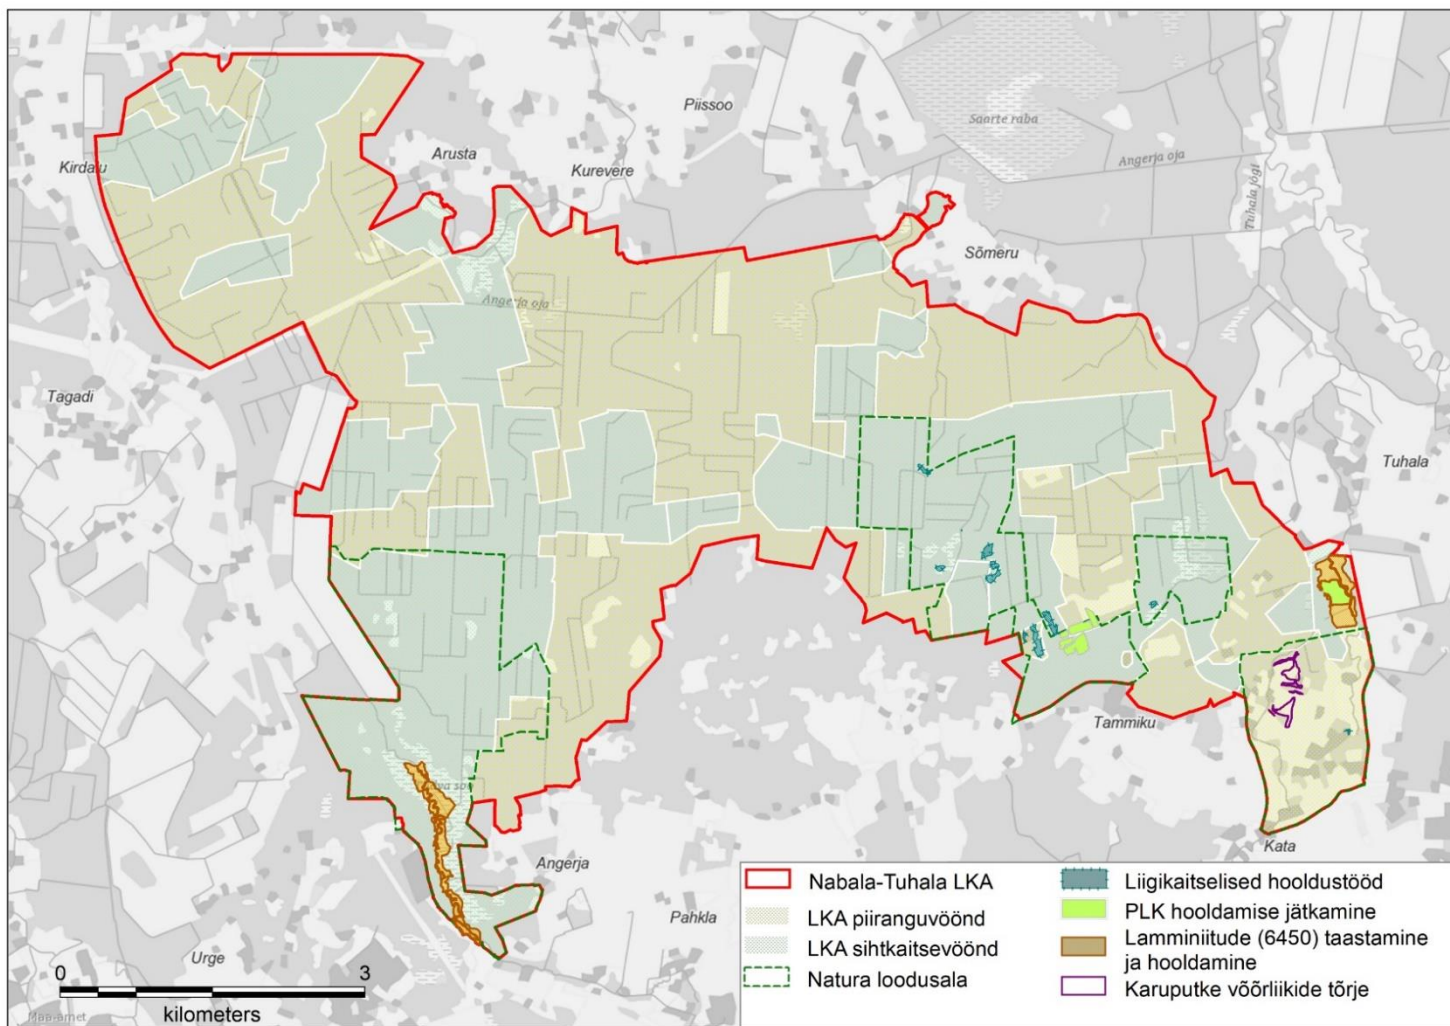 Piissoo
Saarte raba
Arusta
Angerja oja
Kirdalu
Kurevere
Tuhala jõgi
Sõmeru
Angerja oja
Tagadi
Tuhala
Tammiku
Kata
Angerja
Pahkla
Urge
0 3
kilometers
Maa-amet
Nabala-Tuhala LKA
LKA piiranguvöönd
LKA sihtkaitsevöönd
Natura loodusala
Liigikaitselised hooldustööd
PLK hooldamise jätkamine
Lamminiitude (6450) taastamine
ja hooldamine
Karuputke võõrliikide tõrje